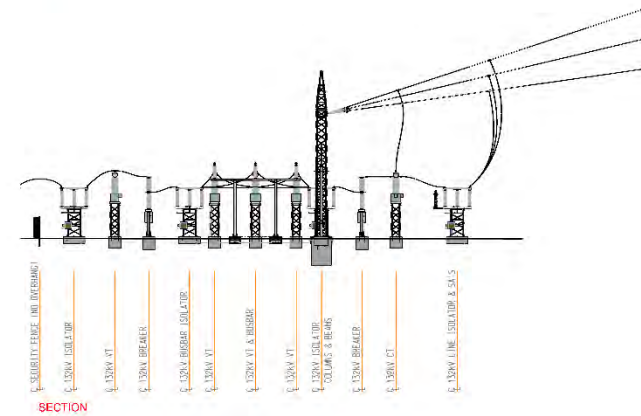 ℄ SECURITY FENCE (NO OVERHANG)
℄ 132kV ISOLATOR
℄ 132kV VT
℄ 132kV BREAKER
℄ 132kV BUSBAR ISOLATOR
℄ 132kV VT
℄ 132kV VT & BUSBAR
℄ 132kV VT
℄ 132kV ISOLATOR
COLUMNS & BEAMS
℄ 132kV BREAKER
℄ 132kV CT
℄ 132kV LINE ISOLATOR & SA'S
SECTION